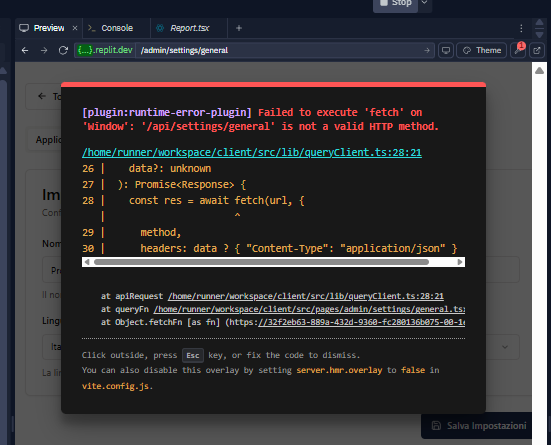 Stop
Preview
Console
Report.tsx
{...}.replit.dev
/admin/settings/general
Theme
1
To
[plugin:runtime-error-plugin] Failed to execute 'fetch' on
'Window': '/api/settings/general' is not a valid HTTP method.
/home/runner/workspace/client/src/lib/queryClient.ts:28:21
26 | data?: unknown
27 | ): Promise<Response> {
28 | const res = await fetch(url, {
| ^
29 | method,
30 | headers: data ? { "Content-Type": "application/json" }
at apiRequest /home/runner/workspace/client/src/lib/queryClient.ts:28:21
at queryFn /home/runner/workspace/client/src/pages/admin/settings/general.ts
at Object.fetchFn [as fn] (https://32f2eb63-889a-432d-9360-fc280136b075-00-1
Click outside, press Esc key, or fix the code to dismiss.
You can also disable this overlay by setting server.hmr.overlay to false in
vite.config.js.
Applic
Im
Conf
Nom
Pr
Il no
Lingu
Ita
La li
Salva Impostazioni